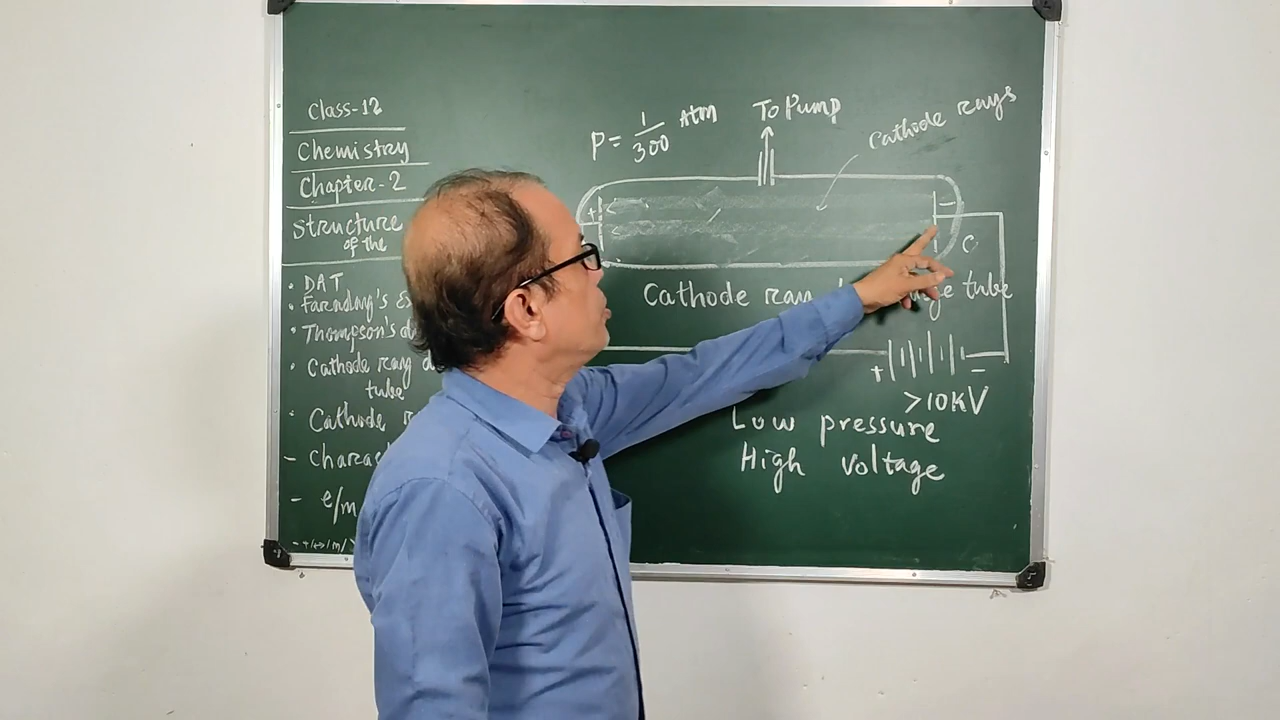 Class-12
Chemistry
Chapter-2
Structure
of the
• DAT
• Faraday's
• Thompson's
• Cathode ray
tube
• Cathode
- Charac
- e/m
P = 1/300 Atm
To Pump
Cathode rays
+
-
C
Cathode ray tube
+ -
>10KV
Low pressure
High voltage